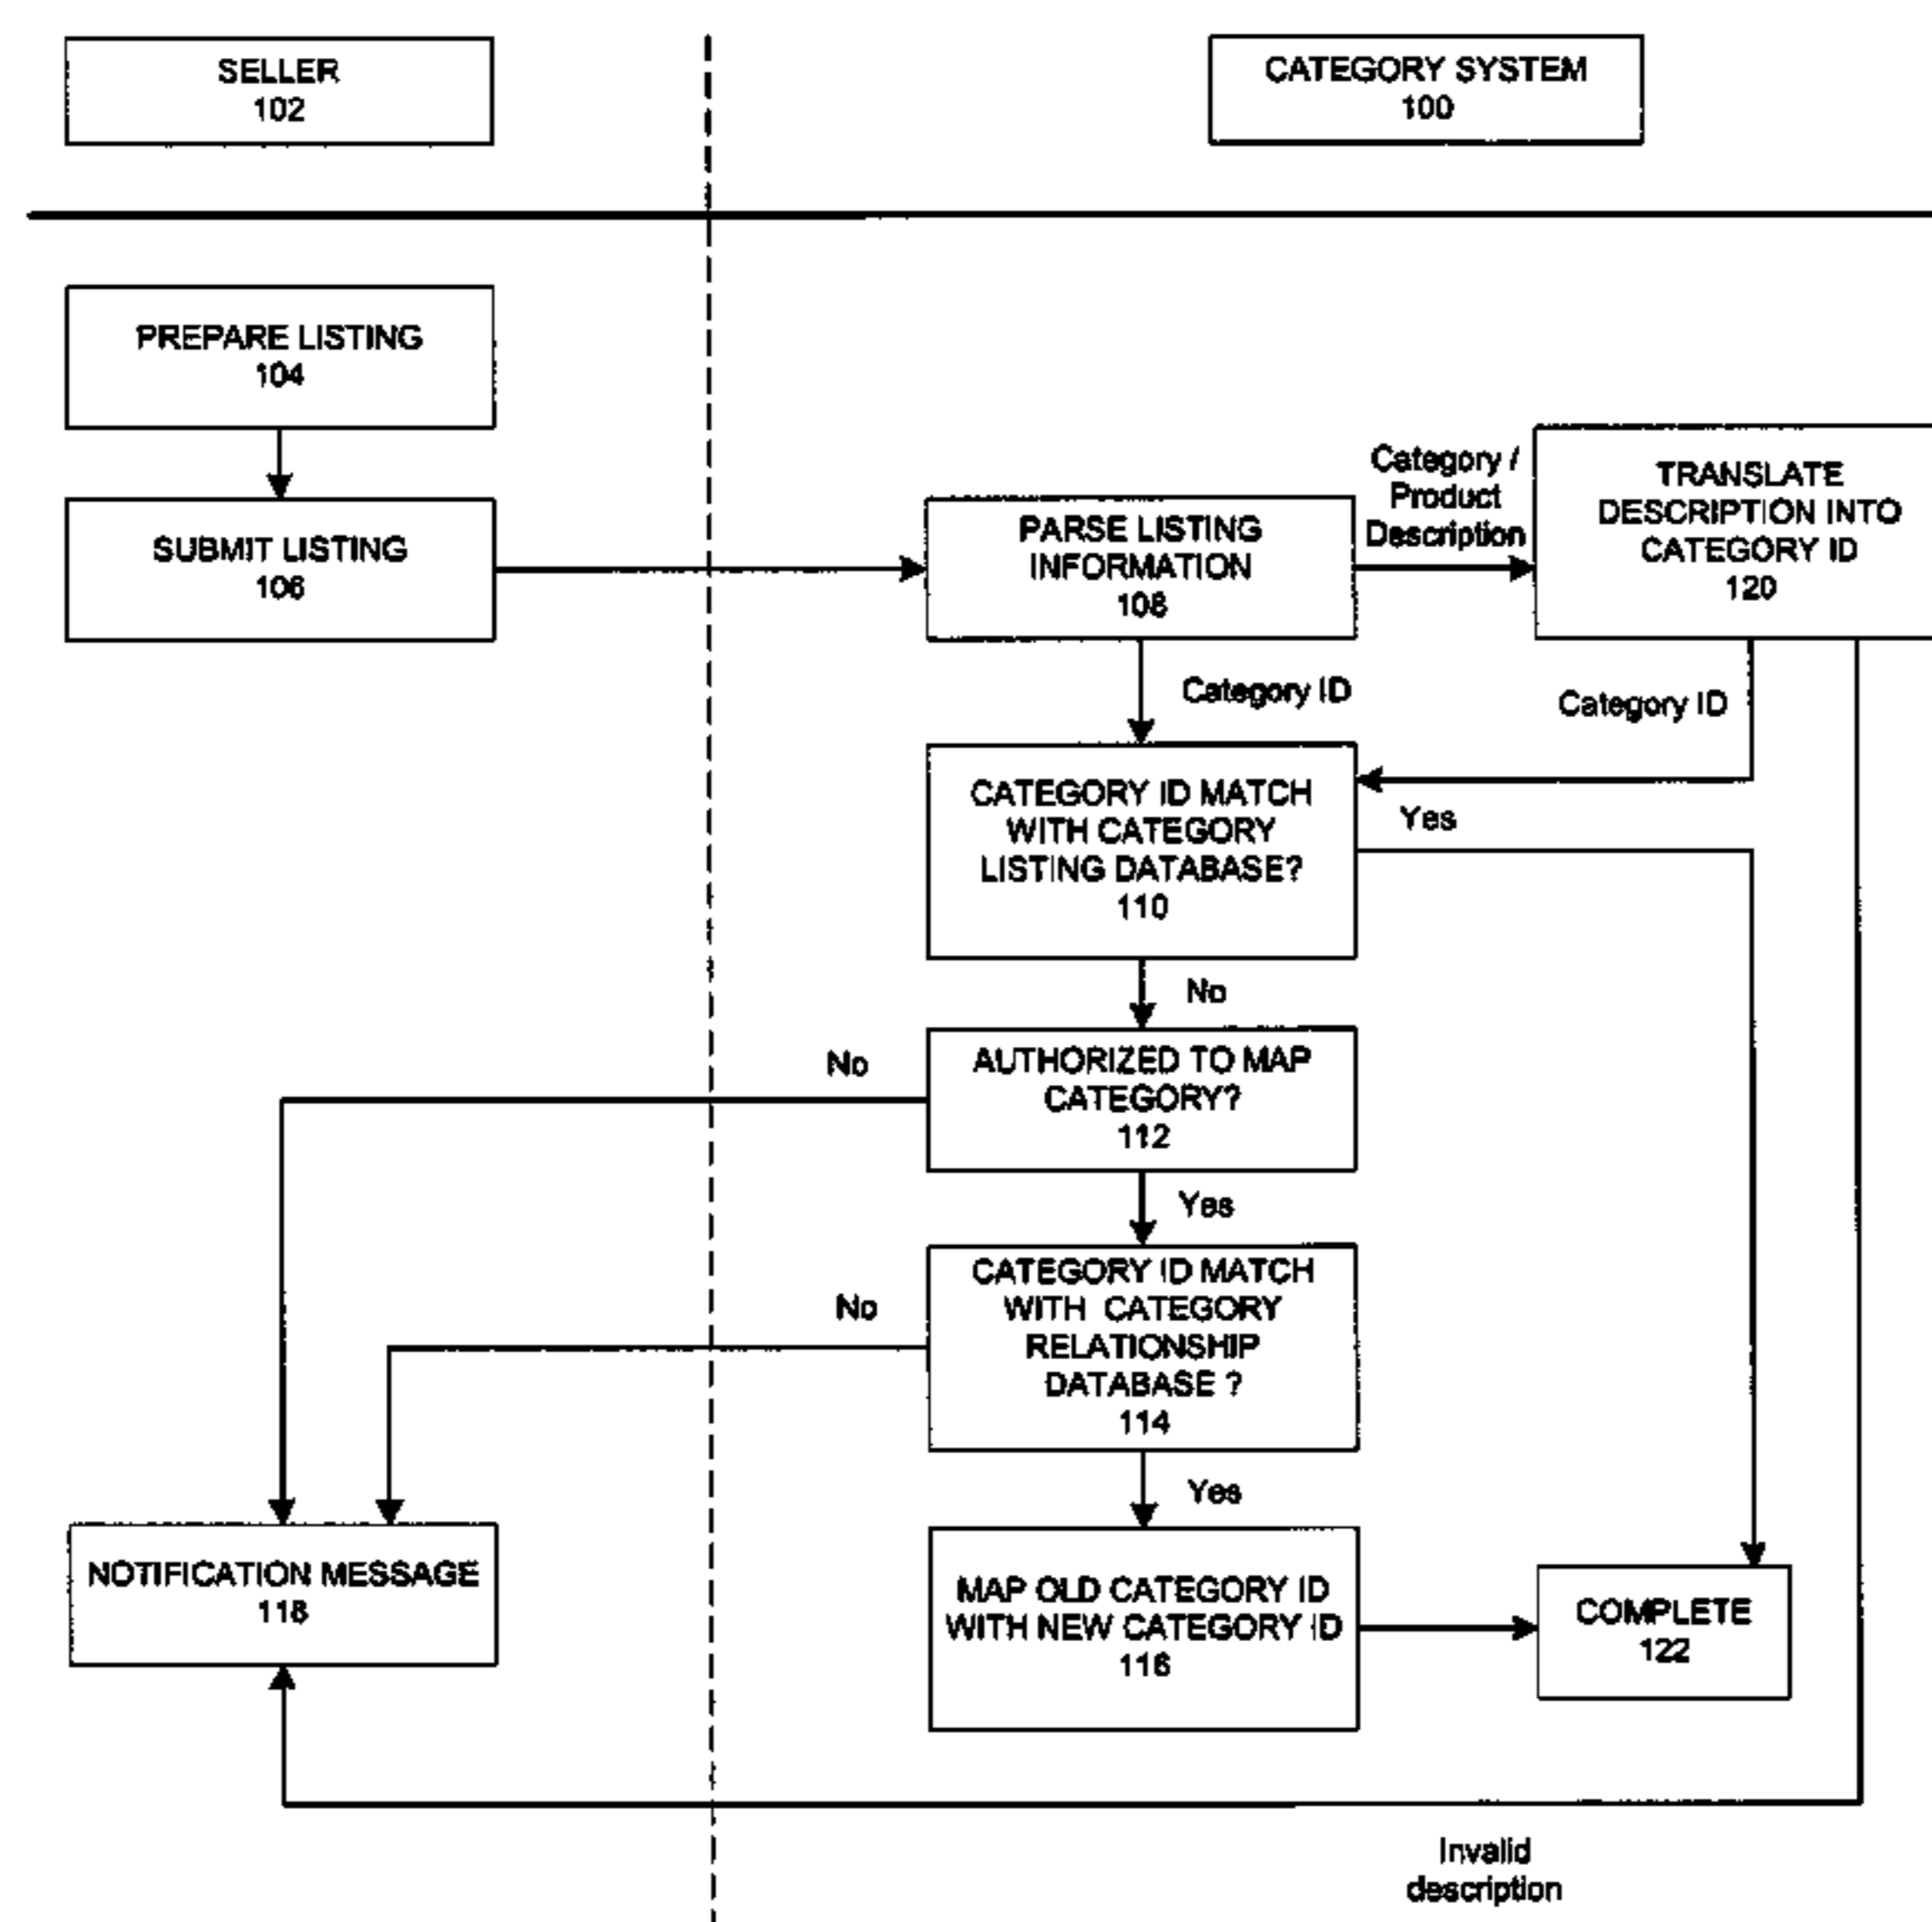 SELLER
102
CATEGORY SYSTEM
100
PREPARE LISTING
104
SUBMIT LISTING
106
PARSE LISTING
INFORMATION
108
Category /
Product
Description
TRANSLATE
DESCRIPTION INTO
CATEGORY ID
120
Category ID
Category ID
CATEGORY ID MATCH
WITH CATEGORY
LISTING DATABASE?
110
Yes
No
AUTHORIZED TO MAP
CATEGORY?
112
No
Yes
CATEGORY ID MATCH
WITH CATEGORY
RELATIONSHIP
DATABASE ?
114
No
Yes
NOTIFICATION MESSAGE
118
MAP OLD CATEGORY ID
WITH NEW CATEGORY ID
116
COMPLETE
122
Invalid
description